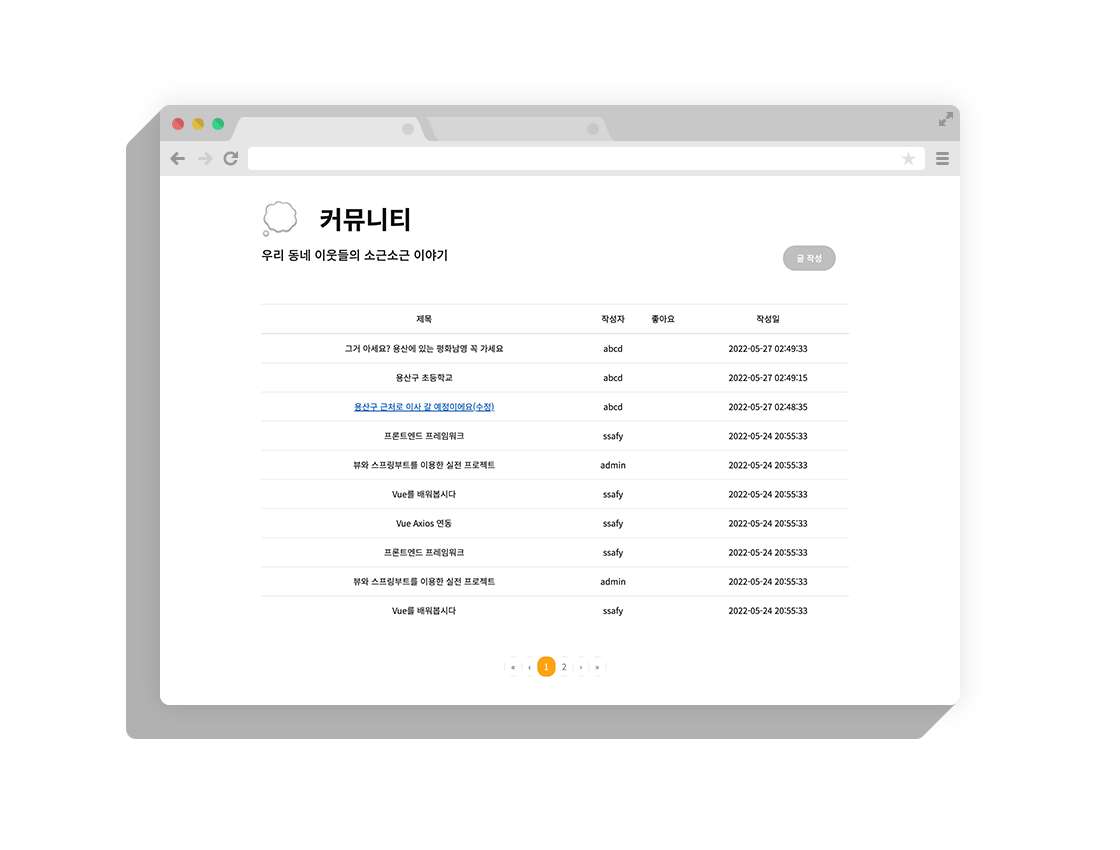 커뮤니티
우리 동네 이웃들의 소근소근 이야기
글 작성
제목 작성자 좋아요 작성일
그거 아세요? 용산에 있는 평화남영 꼭 가세요 abcd 2022-05-27 02:49:33
용산구 초등학교 abcd 2022-05-27 02:49:15
용산구 근처로 이사 갈 예정이에요(수정) abcd 2022-05-27 02:48:35
프론트엔드 프레임워크 ssafy 2022-05-24 20:55:33
뷰와 스프링부트를 이용한 실전 프로젝트 admin 2022-05-24 20:55:33
Vue를 배워봅시다 ssafy 2022-05-24 20:55:33
Vue Axios 연동 ssafy 2022-05-24 20:55:33
프론트엔드 프레임워크 ssafy 2022-05-24 20:55:33
뷰와 스프링부트를 이용한 실전 프로젝트 admin 2022-05-24 20:55:33
Vue를 배워봅시다 ssafy 2022-05-24 20:55:33
« ‹ 1 2 › »